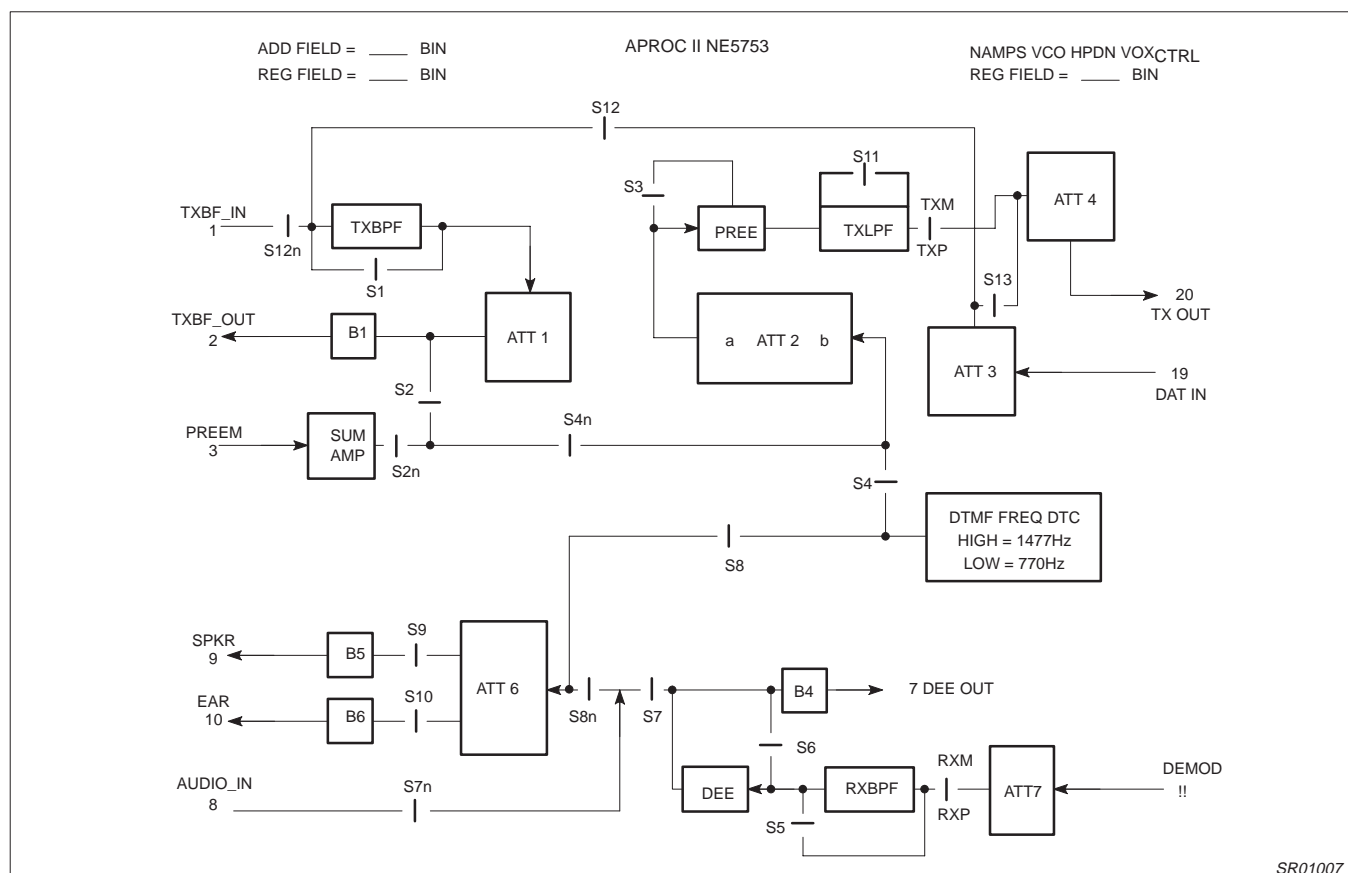 ADD FIELD = ____ BIN
REG FIELD = ____ BIN
APROC II NE5753
NAMPS VCO HPDN VOXCTRL
REG FIELD = ____ BIN
S12
S11
S3
TXBF_IN
1
S12n
TXBPF
S1
PREE
TXLPF
TXM
TXP
ATT 4
S13
20
TX OUT
TXBF_OUT
2
B1
ATT 1
a ATT 2 b
ATT 3
19
DAT IN
S2
PREEM
3
SUM
AMP
S2n
S4n
S4
DTMF FREQ DTC
HIGH = 1477Hz
LOW = 770Hz
S8
SPKR
9
B5
S9
ATT 6
EAR
10
B6
S10
S8n
S7
B4
7 DEE OUT
S6
AUDIO_IN
8
S7n
DEE
RXBPF
S5
RXM
RXP
ATT7
DEMOD
!!
SR01007